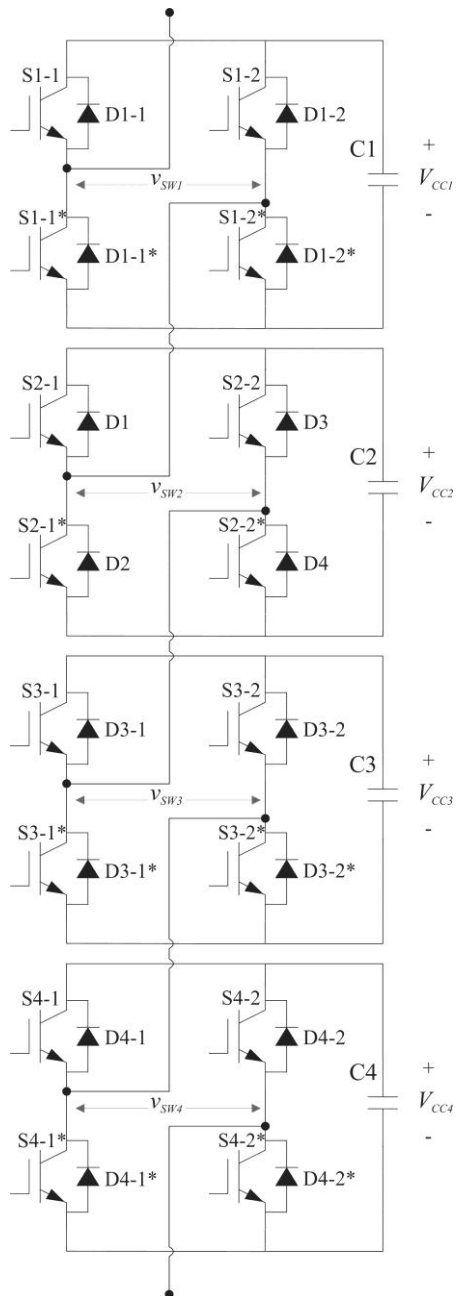 S1-1 S1-2
D1-1 D1-2
C1 +
vSW1 VCC1
S1-1* S1-2* -
D1-1* D1-2*
S2-1 S2-2
D1 D3
C2 +
vSW2 VCC2
S2-1* S2-2* -
D2 D4
S3-1 S3-2
D3-1 D3-2
C3 +
vSW3 VCC3
S3-1* S3-2* -
D3-1* D3-2*
S4-1 S4-2
D4-1 D4-2
C4 +
vSW4 VCC4
S4-1* S4-2* -
D4-1* D4-2*